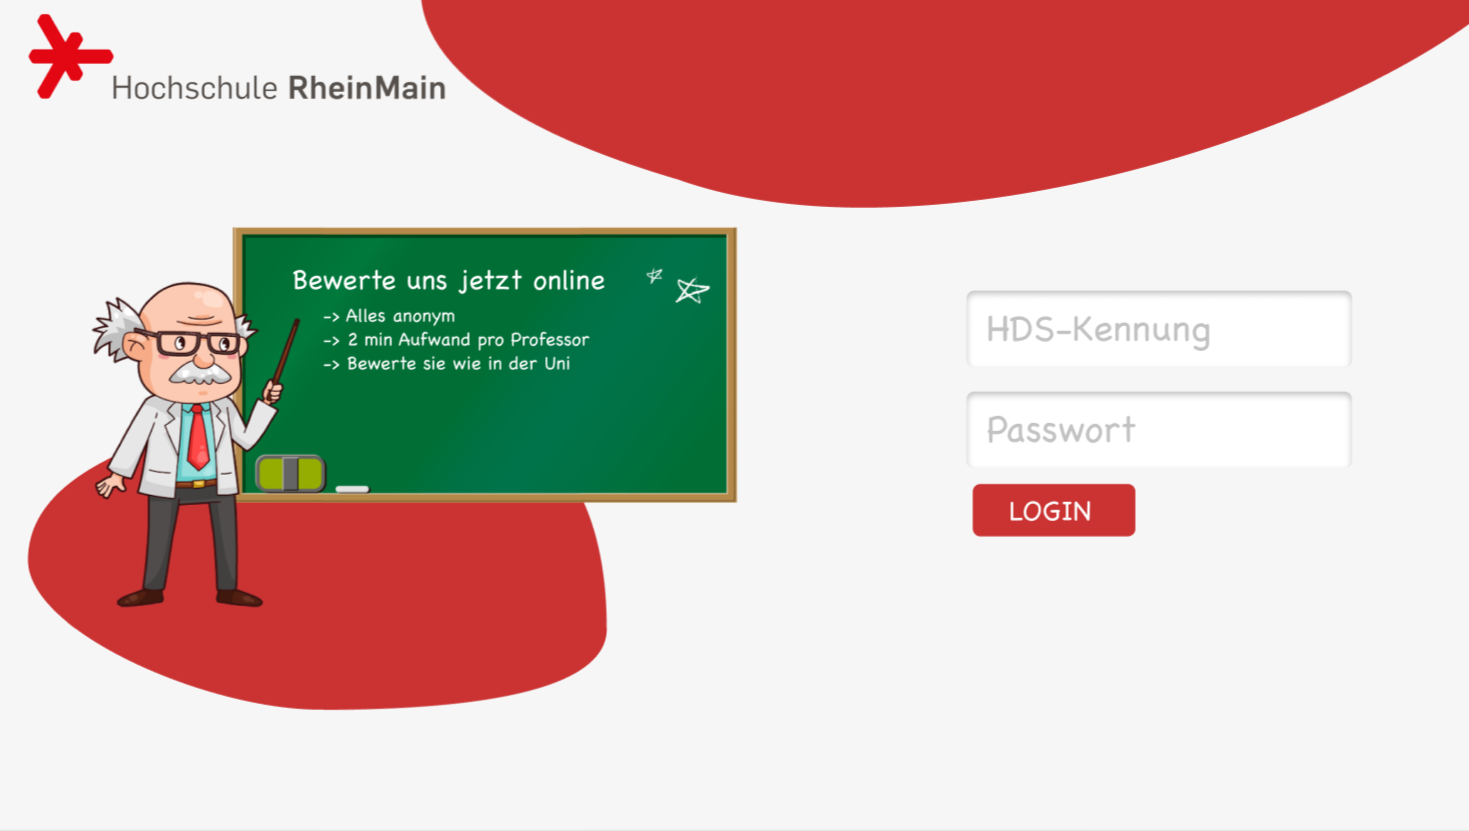 Hochschule RheinMain
Bewerte uns jetzt online
-> Alles anonym
-> 2 min Aufwand pro Professor
-> Bewerte sie wie in der Uni
HDS-Kennung
Passwort
LOGIN